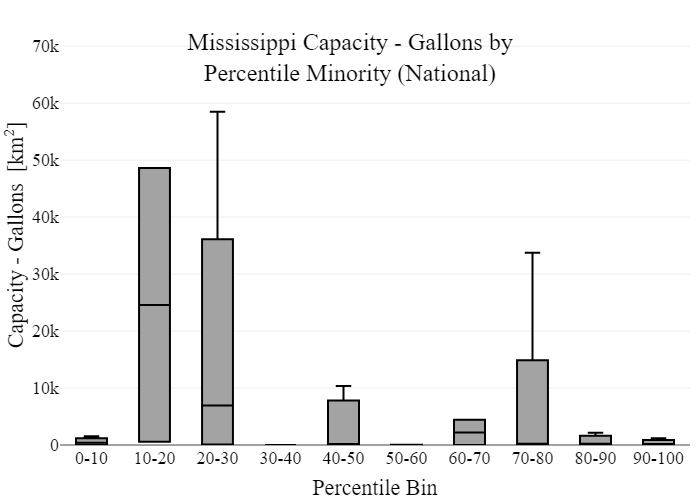 Mississippi Capacity - Gallons by
Percentile Minority (National)
Capacity - Gallons [km²]
70k
60k
50k
40k
30k
20k
10k
0
0-10 10-20 20-30 30-40 40-50 50-60 60-70 70-80 80-90 90-100
Percentile Bin